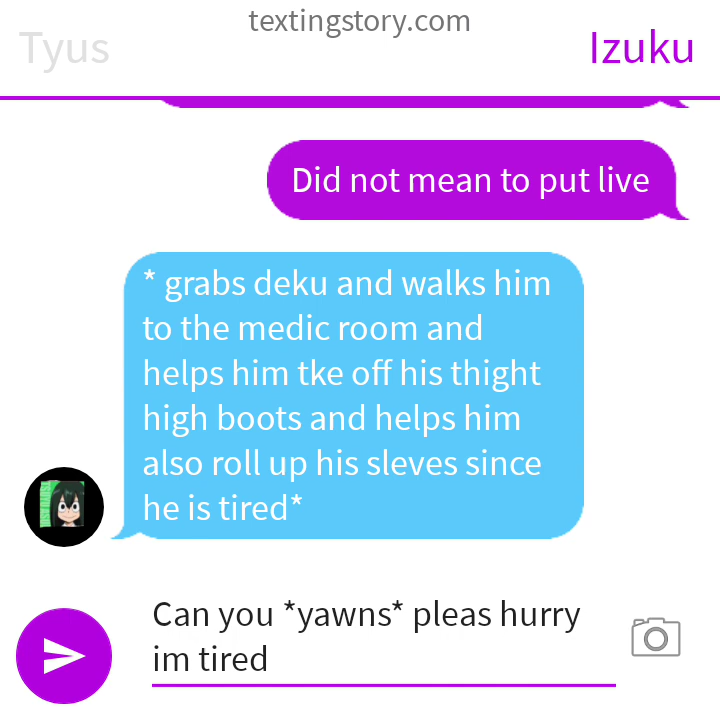 textingstory.com
Tyus
Izuku
Did not mean to put live
* grabs deku and walks him
to the medic room and
helps him tke off his thight
high boots and helps him
also roll up his sleves since
he is tired*
Can you *yawns* pleas hurry
im tired